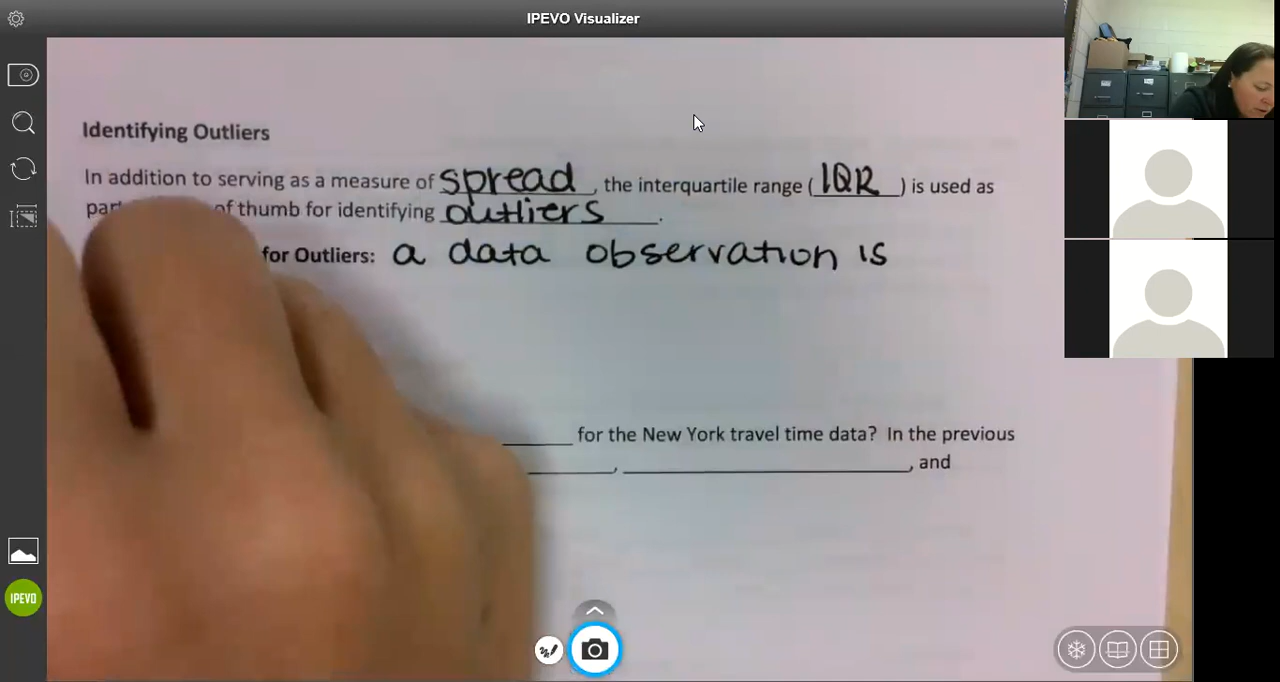 IPEVO Visualizer
Identifying Outliers
In addition to serving as a measure of spread, the interquartile range (IQR) is used as
of thumb for identifying outliers.
for Outliers: a data observation is
for the New York travel time data? In the previous
, and
IPEVO